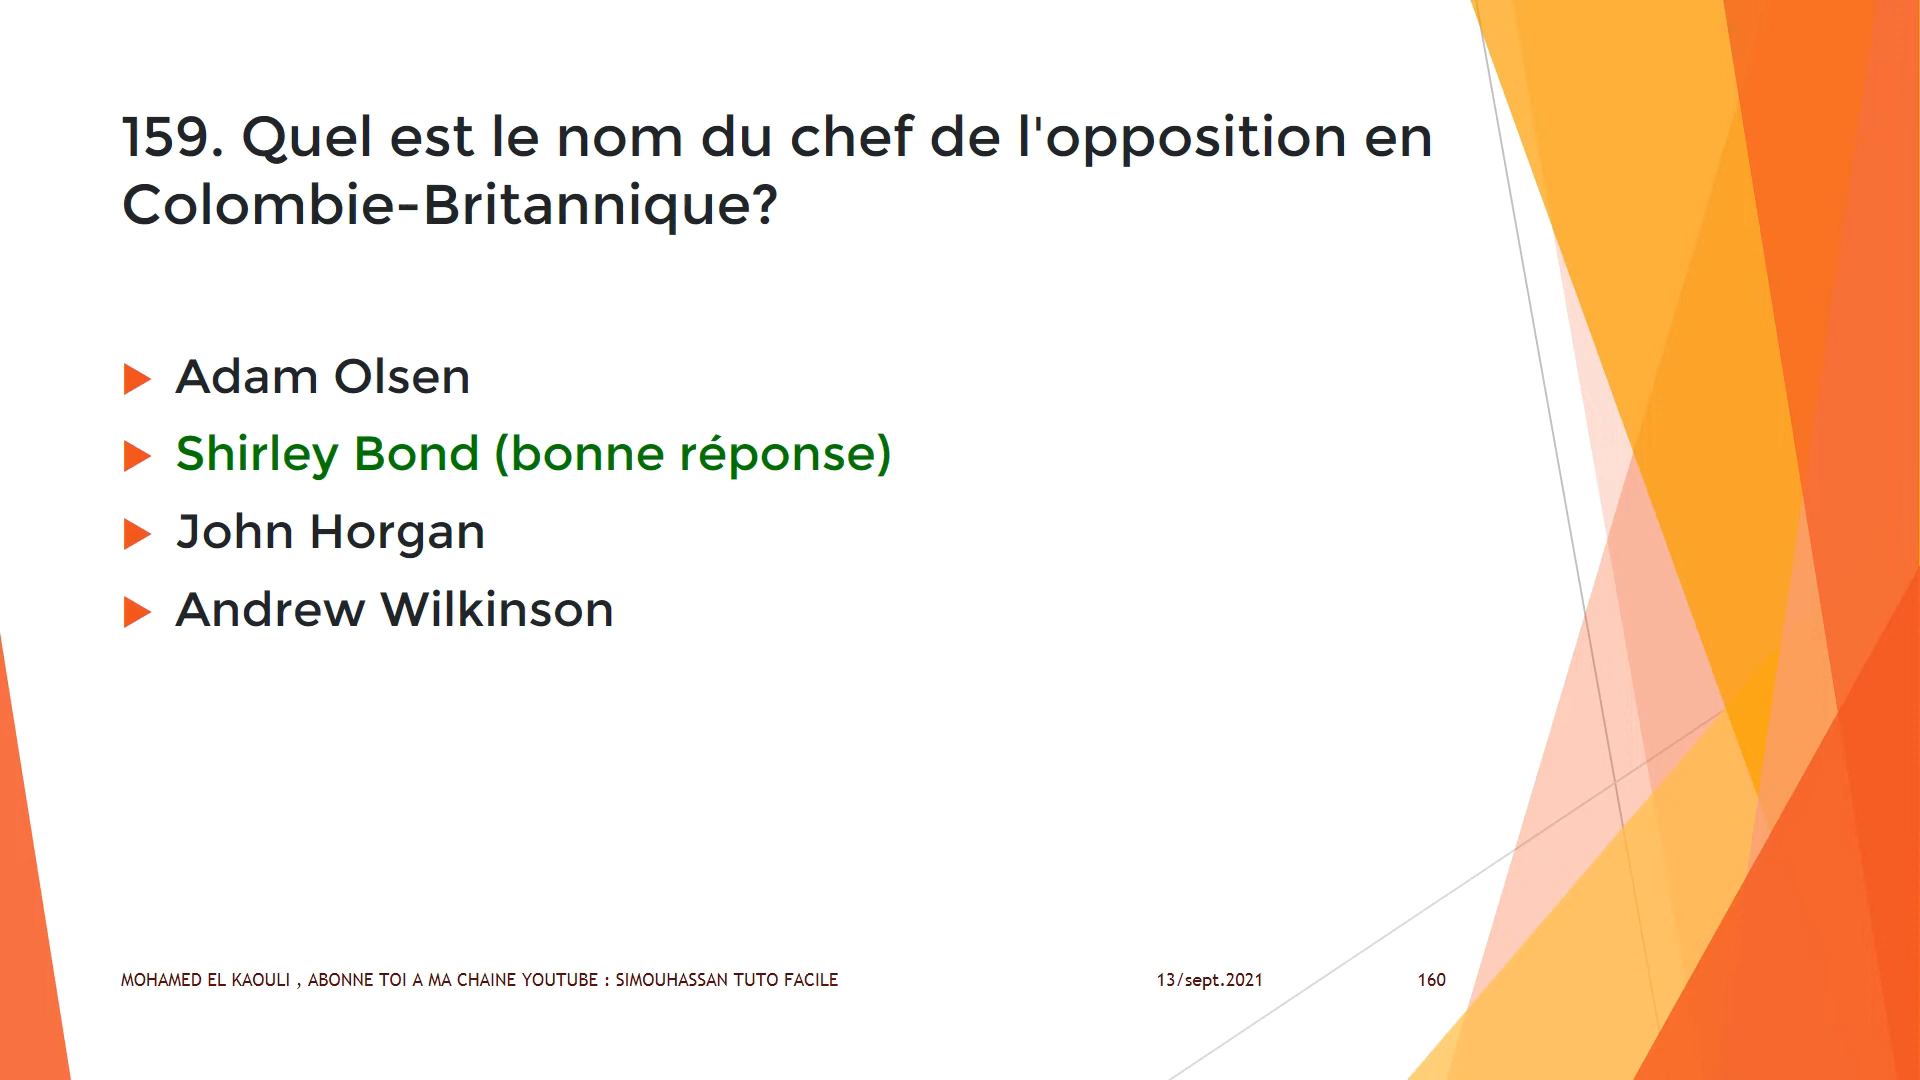 159. Quel est le nom du chef de l'opposition en
Colombie-Britannique?
Adam Olsen
Shirley Bond (bonne réponse)
John Horgan
Andrew Wilkinson
MOHAMED EL KAOULI , ABONNE TOI A MA CHAINE YOUTUBE : SIMOUHASSAN TUTO FACILE
13/sept.2021
160